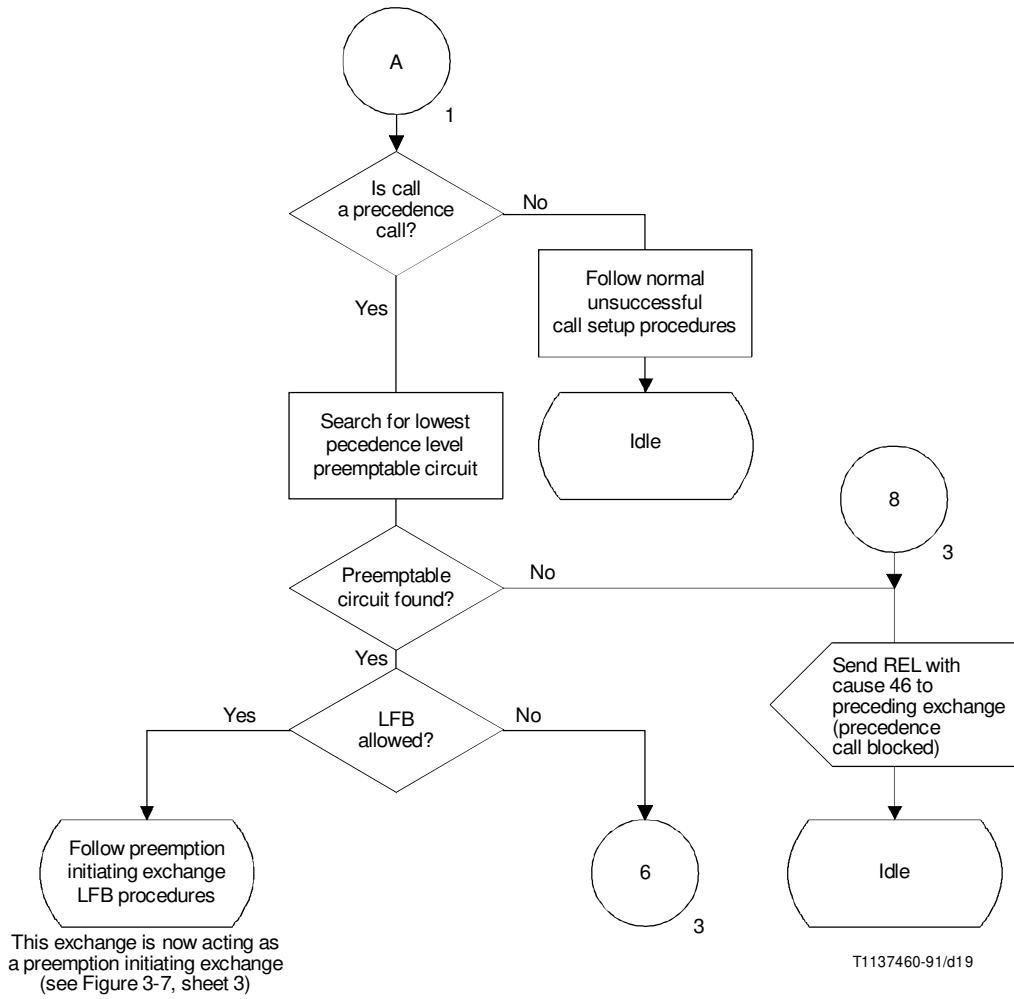 A
1
Is call
a precedence
call?
No
Yes
Follow normal
unsuccessful
call setup procedures
Search for lowest
pecedence level
preemptable circuit
Idle
8
3
Preemptable
circuit found?
No
Yes
Send REL with
cause 46 to
preceding exchange
(precedence
call blocked)
Yes
LFB
allowed?
No
Follow preemption
initiating exchange
LFB procedures
6
3
Idle
This exchange is now acting as
a preemption initiating exchange
(see Figure 3-7, sheet 3)
T1137460-91/d19